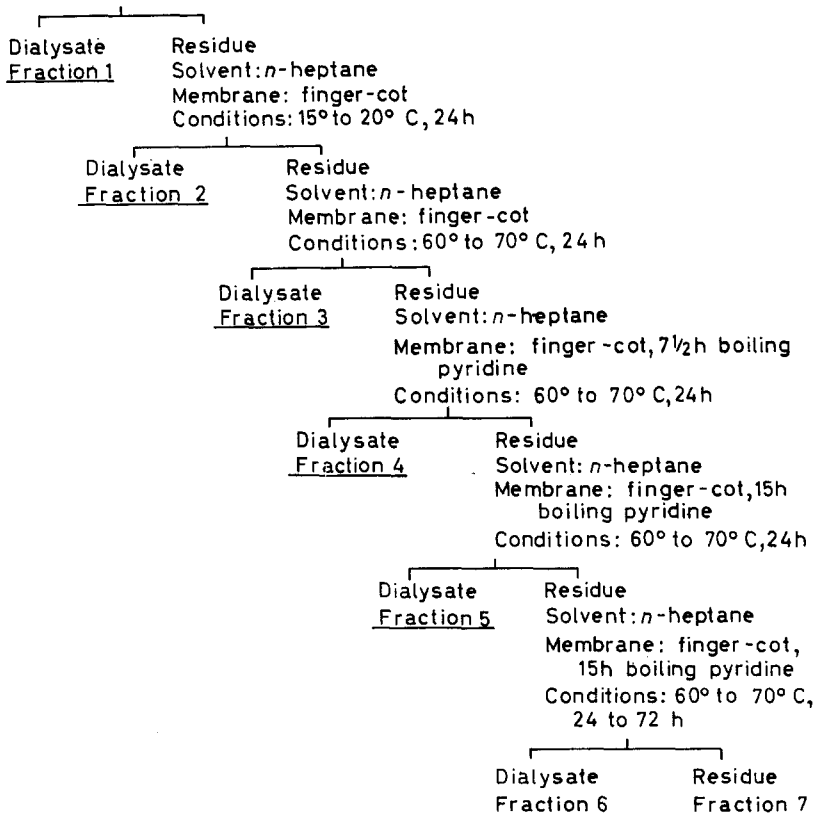 Dialysate Residue
Fraction 1 Solvent: n-heptane
Membrane: finger-cot
Conditions: 15° to 20° C, 24h
Dialysate Residue
Fraction 2 Solvent: n-heptane
Membrane: finger-cot
Conditions: 60° to 70° C, 24h
Dialysate Residue
Fraction 3 Solvent: n-heptane
Membrane: finger-cot, 7½h boiling
pyridine
Conditions: 60° to 70° C, 24h
Dialysate Residue
Fraction 4 Solvent: n-heptane
Membrane: finger-cot, 15h
boiling pyridine
Conditions: 60° to 70° C, 24h
Dialysate Residue
Fraction 5 Solvent: n-heptane
Membrane: finger-cot,
15h boiling pyridine
Conditions: 60° to 70° C,
24 to 72 h
Dialysate Residue
Fraction 6 Fraction 7